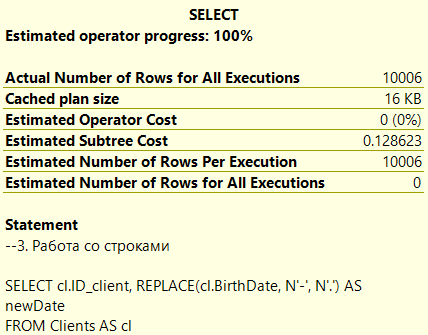 SELECT
Estimated operator progress: 100%
Actual Number of Rows for All Executions 10006
Cached plan size 16 KB
Estimated Operator Cost 0 (0%)
Estimated Subtree Cost 0.128623
Estimated Number of Rows Per Execution 10006
Estimated Number of Rows for All Executions 0
Statement
--3. Работа со строками
SELECT cl.ID_client, REPLACE(cl.BirthDate, N'-', N'.') AS
newDate
FROM Clients AS cl